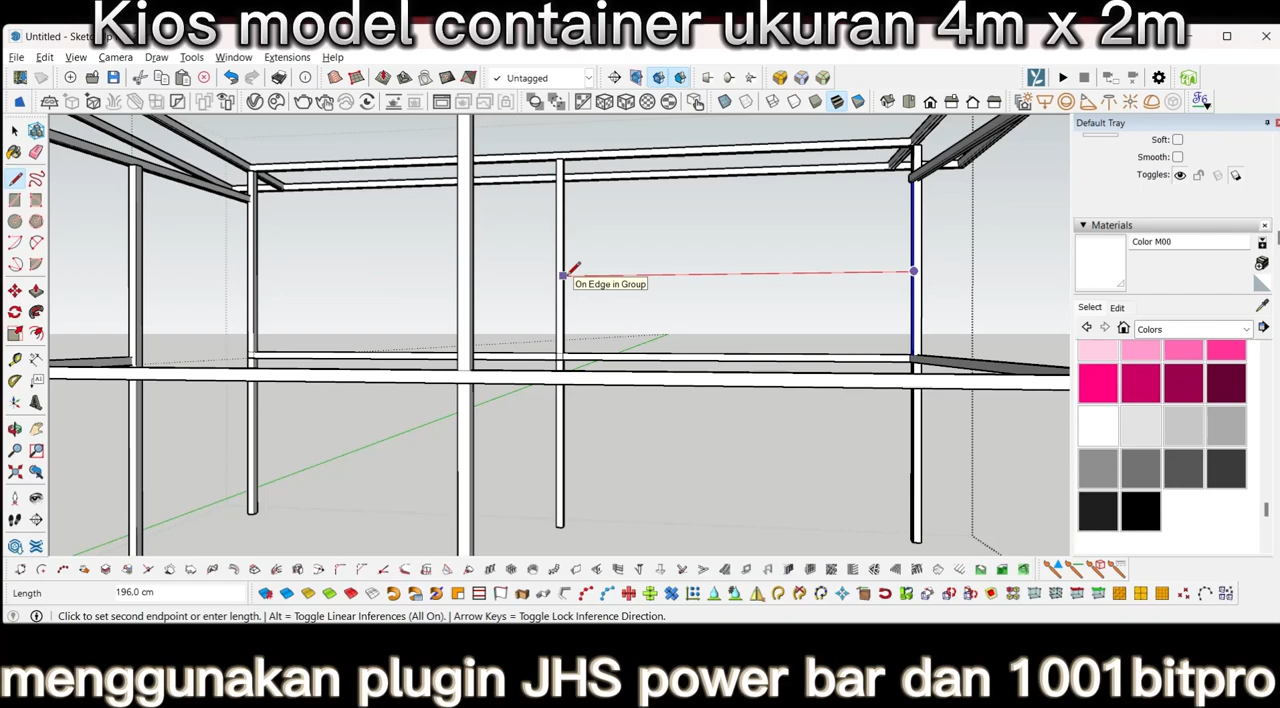 Kios model container ukuran 4m x 2m
Untitled - Sketch
File Edit View Camera Draw Tools Window Extensions Help
Untagged
Default Tray
Soft:
Smooth:
Toggles:
Materials
Color M00
Select Edit
Colors
On Edge in Group
Length 196.0 cm
Click to set second endpoint or enter length. | Alt = Toggle Linear Inferences (All On). | Arrow Keys = Toggle Lock Inference Direction.
menggunakan plugin JHS power bar dan 1001bitpro